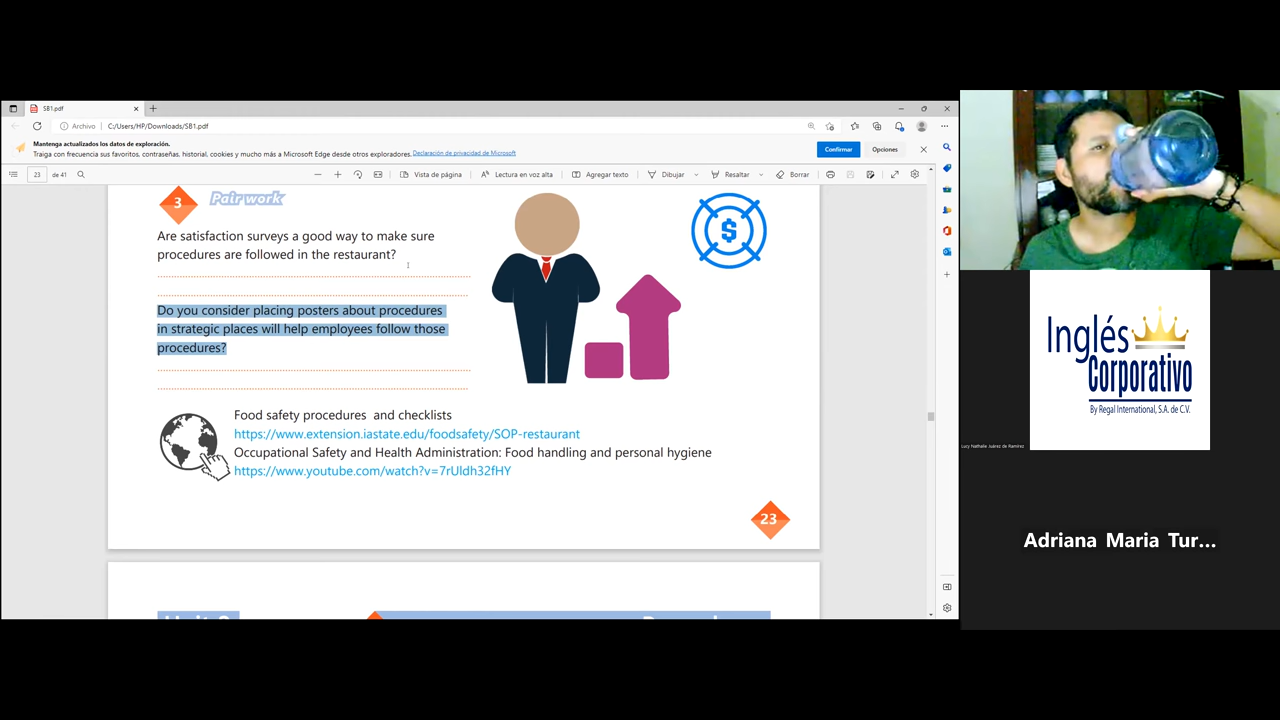 SB1.pdf
Archivo
C:/Users/HP/Downloads/SB1.pdf
Mantenga actualizados los datos de exploración.
Traiga con frecuencia sus favoritos, contraseñas, historial, cookies y mucho más a Microsoft Edge desde otros exploradores. Declaración de privacidad de Microsoft
Confirmar
Opciones
23 de 41
Vista de página
Lectura en voz alta
Agregar texto
Dibujar
Resaltar
Borrar
3
Pair work
Are satisfaction surveys a good way to make sure
procedures are followed in the restaurant?
Do you consider placing posters about procedures
in strategic places will help employees follow those
procedures?
$
Food safety procedures and checklists
https://www.extension.iastate.edu/foodsafety/SOP-restaurant
Occupational Safety and Health Administration: Food handling and personal hygiene
https://www.youtube.com/watch?v=7rUldh32fHY
23
Inglés
Corporativo
By Regal International, S.A. de C.V.
Lucy Nathalie Juárez de Ramírez
Adriana Maria Tur...